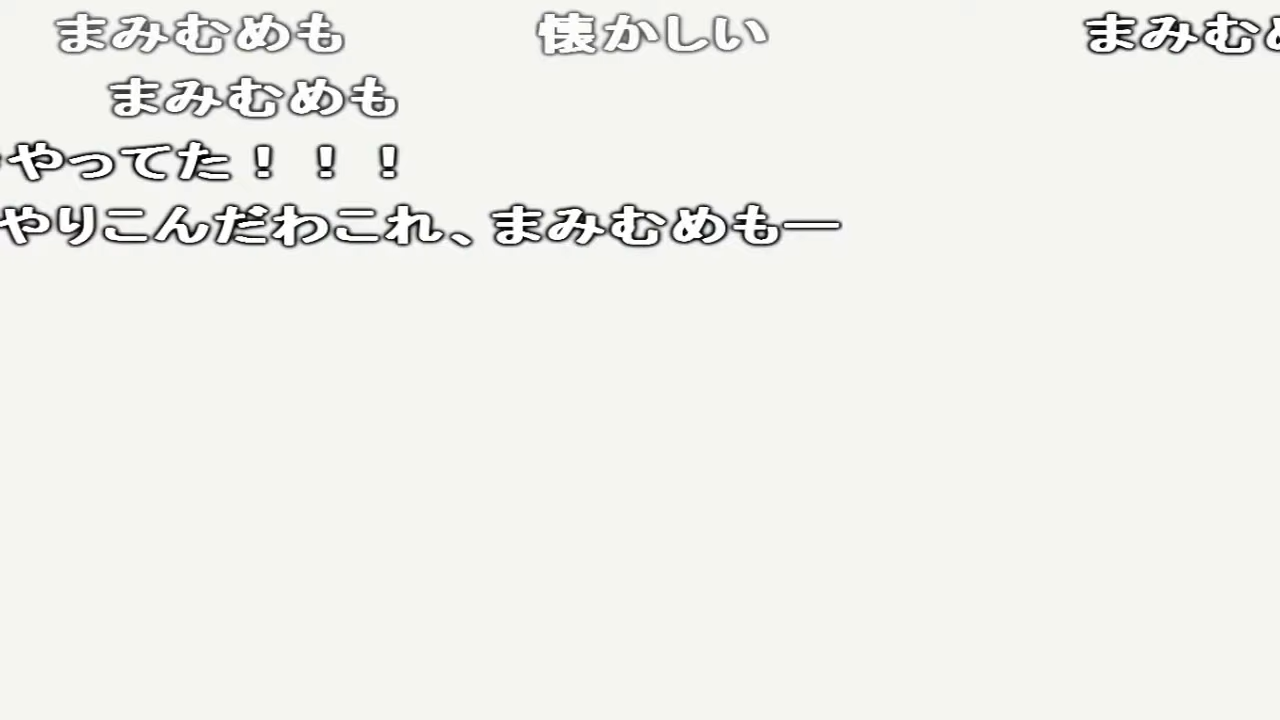 まみむめも 懐かしい まみむ
まみむめも
やってた！！！
やりこんだわこれ、まみむめもー